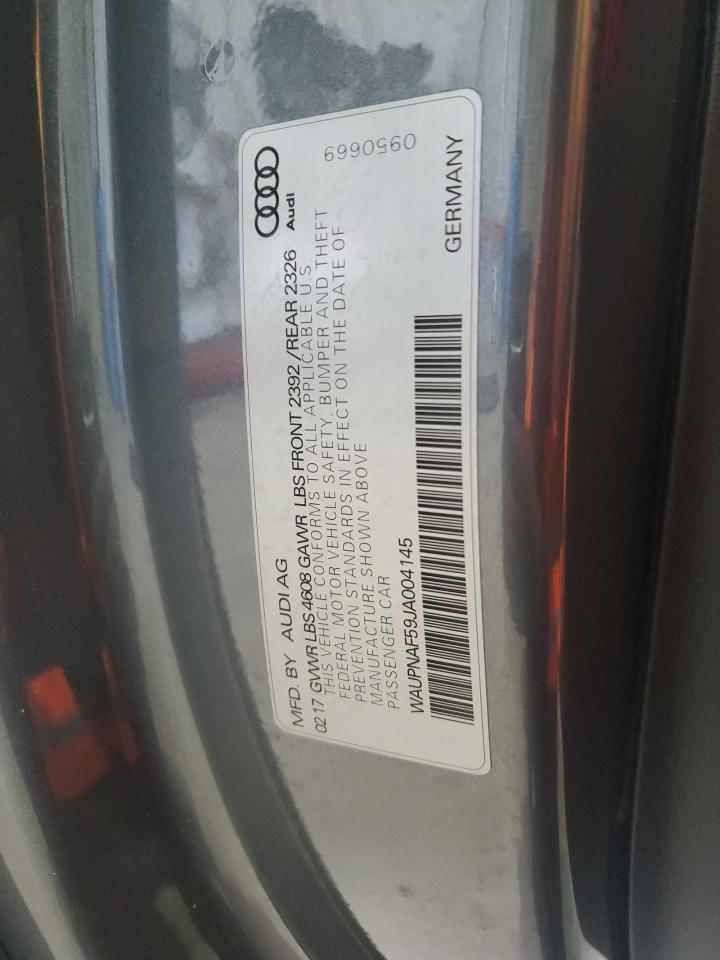 MFD. BY AUDI AG
0217 GVWR LBS 4608 GAWR LBS FRONT 2392 / REAR 2326
THIS VEHICLE CONFORMS TO ALL APPLICABLE U.S.
FEDERAL MOTOR VEHICLE SAFETY, BUMPER AND THEFT
PREVENTION STANDARDS IN EFFECT ON THE DATE OF
MANUFACTURE SHOWN ABOVE
PASSENGER CAR
WAUPNAF59JA004145
Audi
0950669
GERMANY